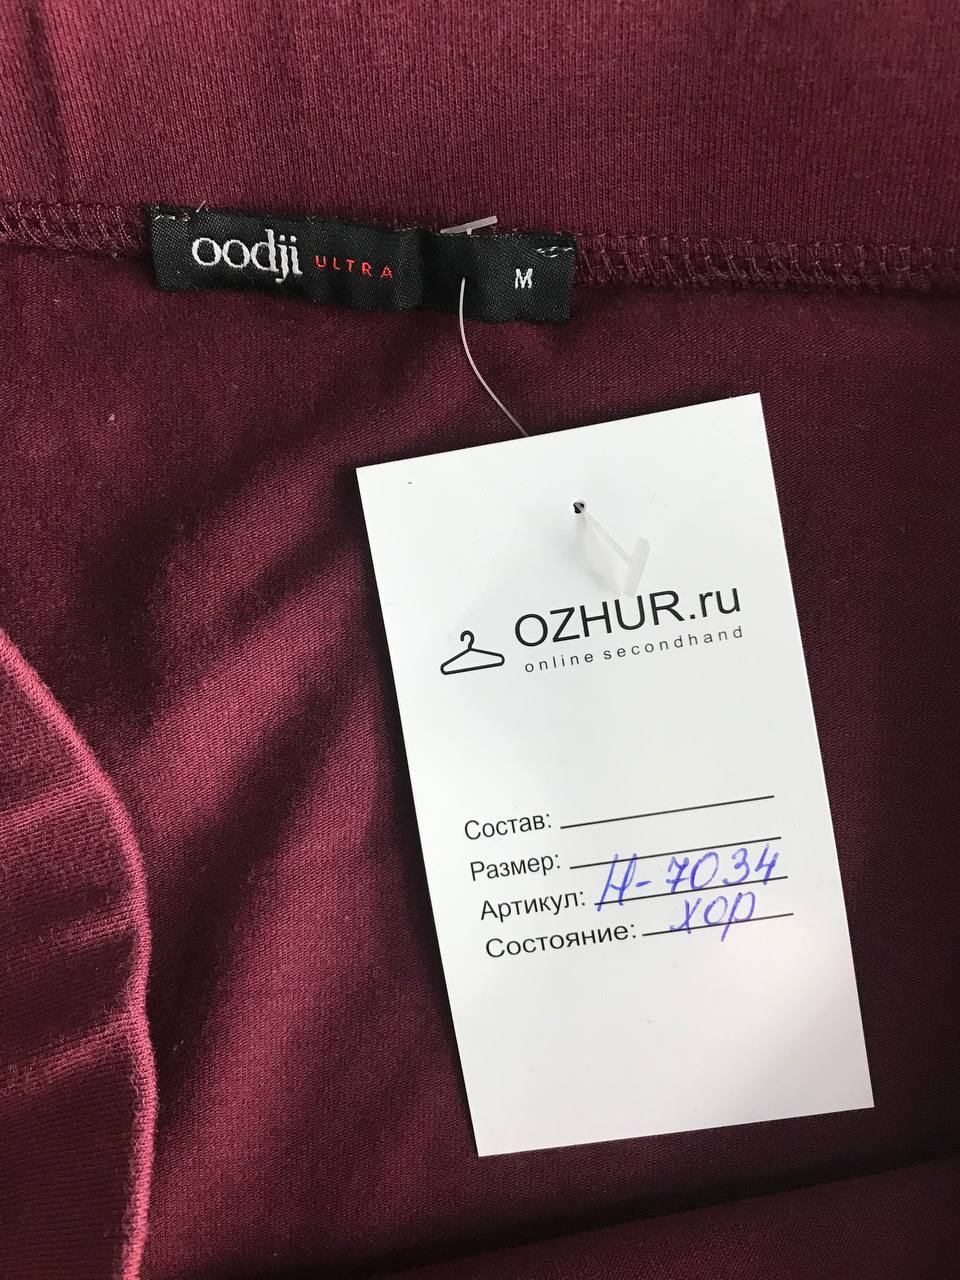 oodji ULTRA M
OZHUR.ru
online secondhand
Состав:
Размер:
Артикул: Н-7034
Состояние: хор